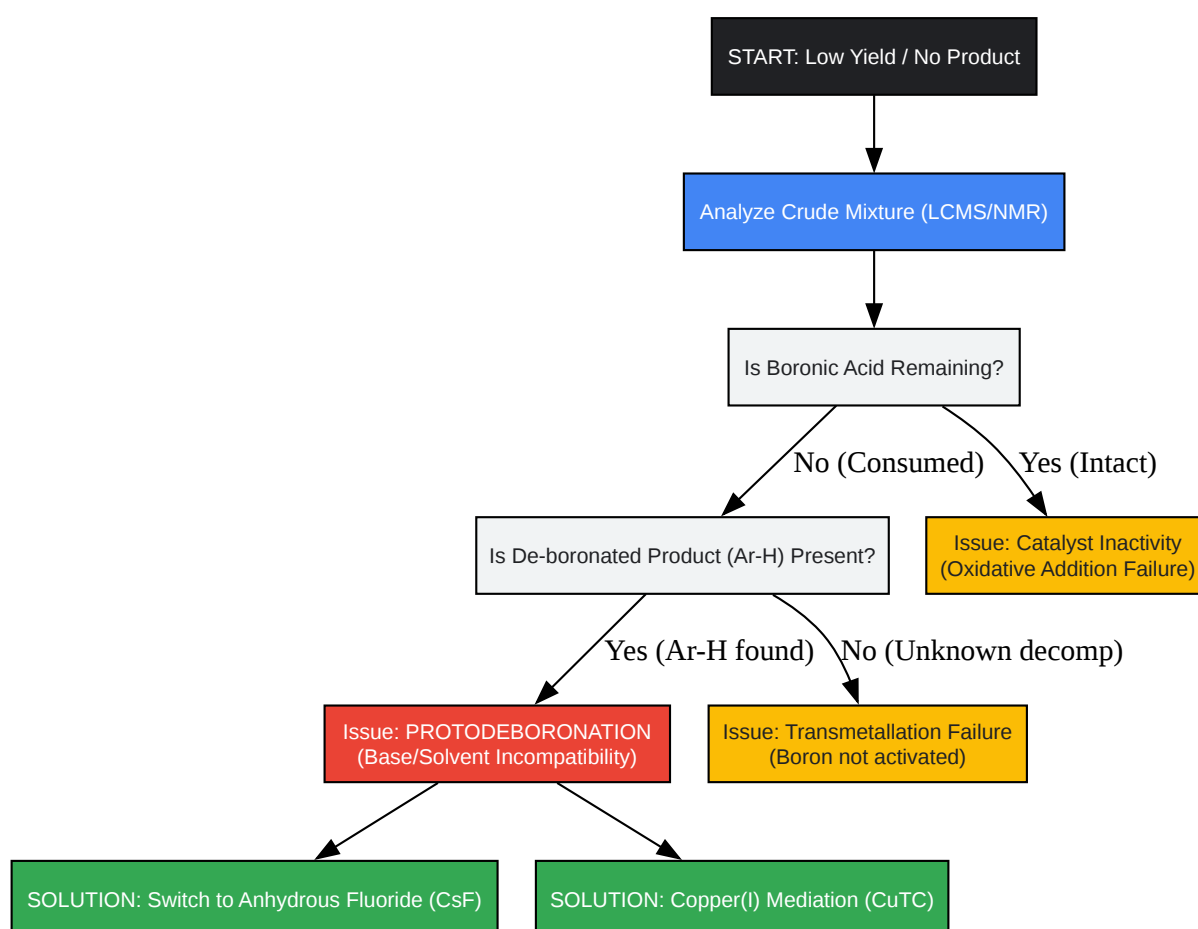 START: Low Yield / No Product
Analyze Crude Mixture (LCMS/NMR)
Is Boronic Acid Remaining?
No (Consumed)
Yes (Intact)
Is De-boronated Product (Ar-H) Present?
Issue: Catalyst Inactivity
(Oxidative Addition Failure)
Yes (Ar-H found)
No (Unknown decomp)
Issue: PROTODEBORONATION
(Base/Solvent Incompatibility)
Issue: Transmetallation Failure
(Boron not activated)
SOLUTION: Switch to Anhydrous Fluoride (CsF)
SOLUTION: Copper(I) Mediation (CuTC)